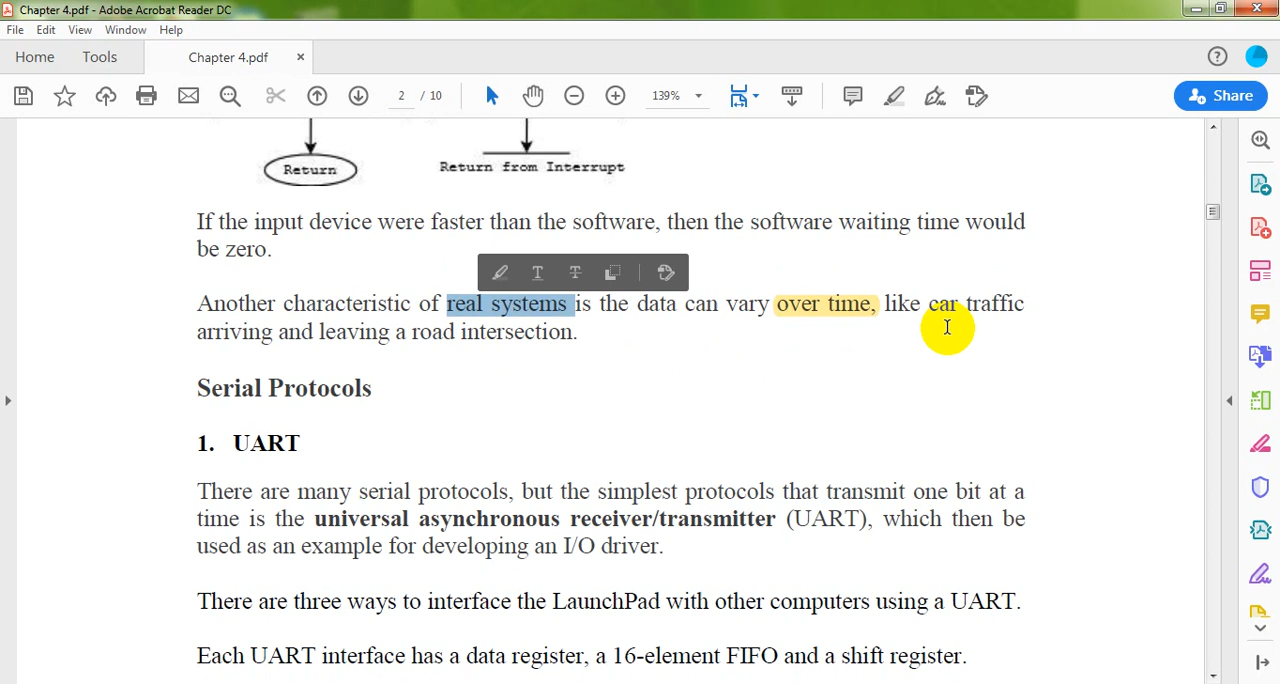 Chapter 4.pdf - Adobe Acrobat Reader DC
File Edit View Window Help
Home Tools Chapter 4.pdf ×
2 / 10 139% Share
Return Return from Interrupt
If the input device were faster than the software, then the software waiting time would
be zero.
Another characteristic of real systems is the data can vary over time, like car traffic
arriving and leaving a road intersection.
Serial Protocols
1. UART
There are many serial protocols, but the simplest protocols that transmit one bit at a
time is the universal asynchronous receiver/transmitter (UART), which then be
used as an example for developing an I/O driver.
There are three ways to interface the LaunchPad with other computers using a UART.
Each UART interface has a data register, a 16-element FIFO and a shift register.